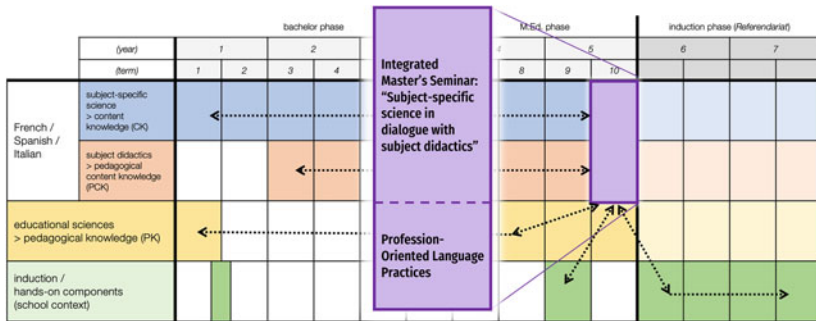 bachelor phase
M.Ed. phase
induction phase (Referendariat)
(year)
1
2
5
6
7
(term)
1
2
3
4
8
9
10
French /
Spanish /
Italian
subject-specific
science
> content
knowledge (CK)
subject didactics
> pedagogical
content knowledge
(PCK)
educational sciences
> pedagogical knowledge (PK)
induction /
hands-on components
(school context)
Integrated
Master's Seminar:
"Subject-specific
science in
dialogue with
subject didactics"
Profession-
Oriented Language
Practices